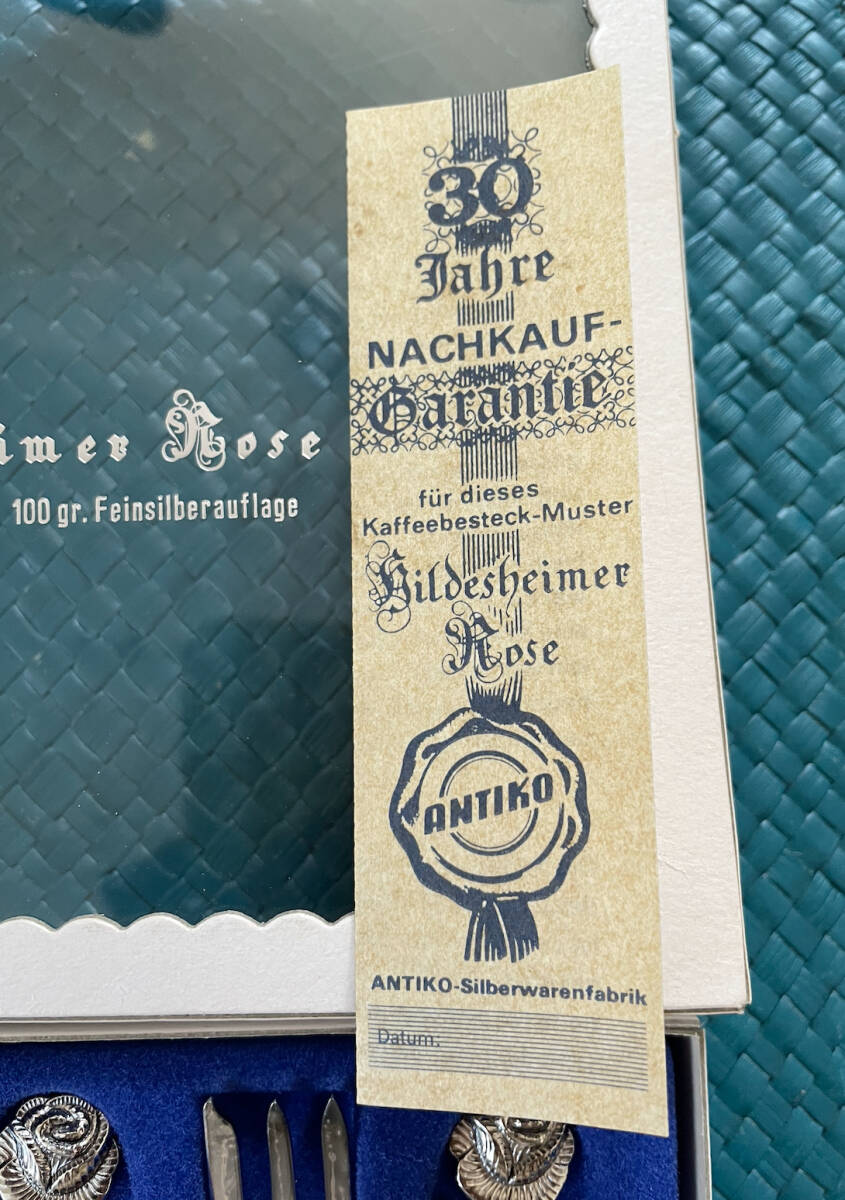 30
Jahre
NACHKAUF-
Garantie
für dieses
Kaffeebesteck-Muster
Hildesheimer
Rose
ANTIKO
ANTIKO-Silberwarenfabrik
Datum:
imer Rose
100 gr. Feinsilberauflage